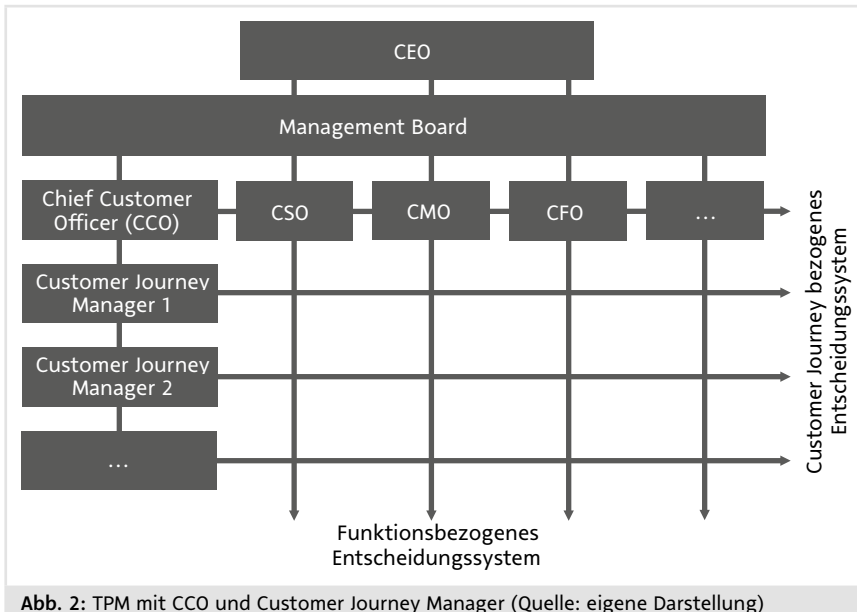 CEO
Management Board
Chief Customer
Officer (CCO)
CSO
CMO
CFO
...
Customer Journey
Manager 1
Customer Journey
Manager 2
...
Customer Journey bezogenes
Entscheidungssystem
Funktionsbezogenes
Entscheidungssystem
Abb. 2: TPM mit CCO und Customer Journey Manager (Quelle: eigene Darstellung)